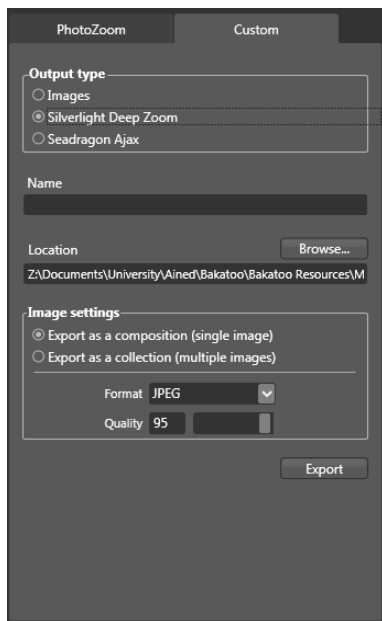 PhotoZoom Custom
Output type
Images
Silverlight Deep Zoom
Seadragon Ajax
Name
Location Browse...
Z:\Documents\University\Ained\Bakatoo\Bakatoo Resources\M
Image settings
Export as a composition (single image)
Export as a collection (multiple images)
Format JPEG
Quality 95
Export